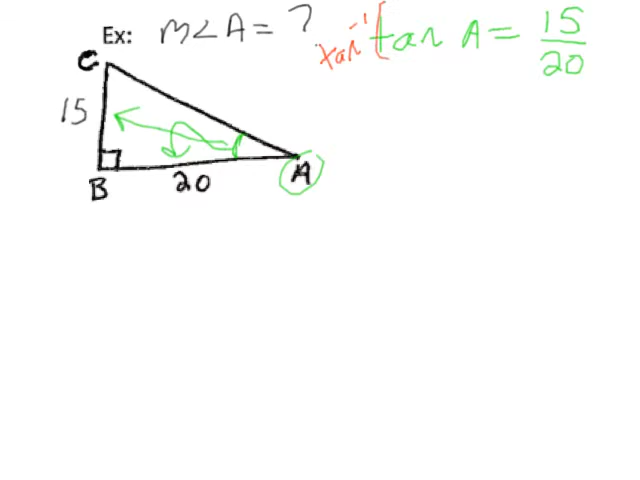 Ex: m∠A = ?
tan⁻¹( tan A = 15/20
C
15
B
20
A